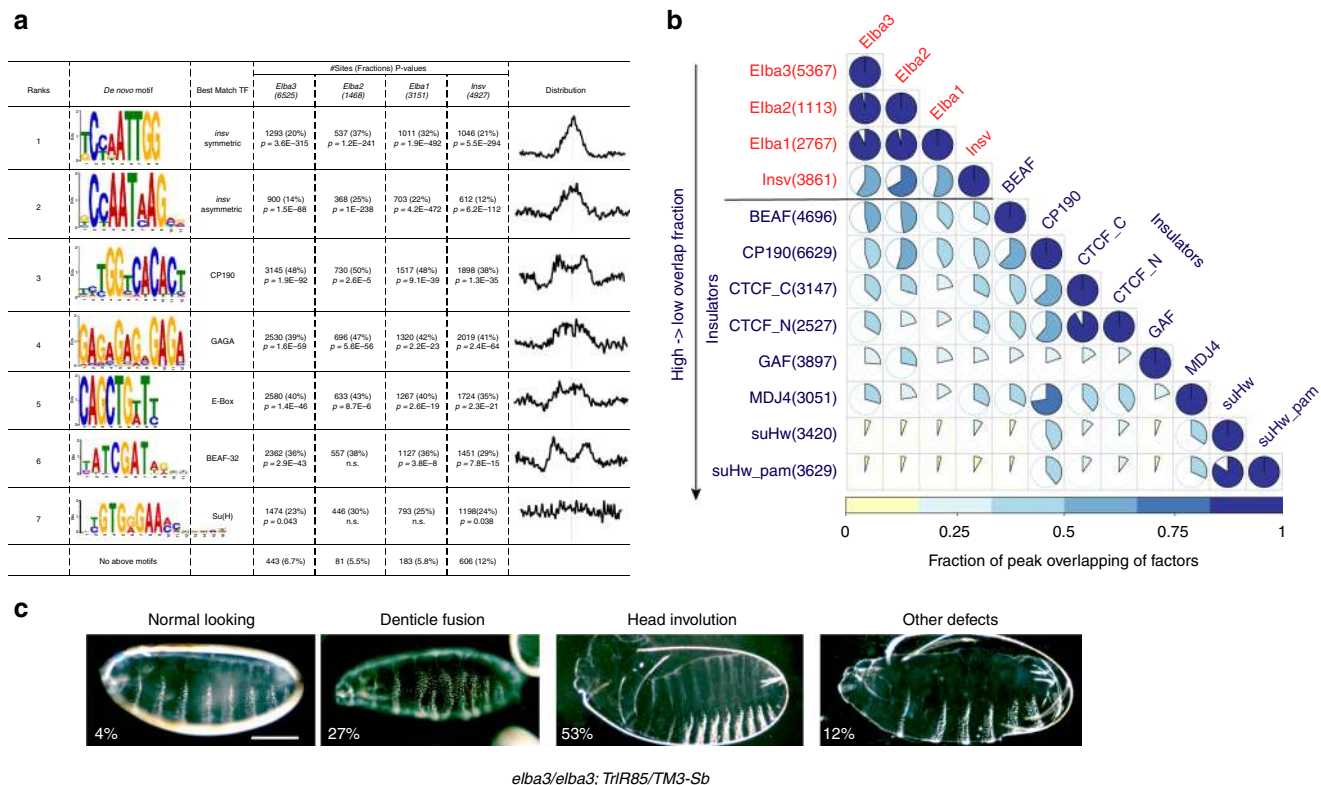 a
#Sites (Fractions) P-values
Ranks De novo motif Best Match TF Elba3 (6525) Elba2 (1468) Elba1 (3151) Insv (4927) Distribution
1 insv symmetric 1293 (20%) 537 (37%) 1011 (32%) 1046 (21%)
p = 3.6E–315 p = 1.2E–241 p = 1.9E–492 p = 5.5E–294
2 insv asymmetric 900 (14%) 368 (25%) 703 (22%) 612 (12%)
p = 1.5E–88 p = 1E–238 p = 4.2E–472 p = 6.2E–112
3 CP190 3145 (48%) 730 (50%) 1517 (48%) 1898 (38%)
p = 1.9E–92 p = 2.6E–5 p = 9.1E–39 p = 1.3E–35
4 GAGA 2530 (39%) 696 (47%) 1320 (42%) 2019 (41%)
p = 1.6E–59 p = 5.6E–56 p = 2.2E–23 p = 2.4E–64
5 E-Box 2580 (40%) 633 (43%) 1267 (40%) 1724 (35%)
p = 1.4E–46 p = 8.7E–6 p = 2.6E–19 p = 2.3E–21
6 BEAF-32 2362 (36%) 557 (38%) 1127 (36%) 1451 (29%)
p = 2.9E–43 n.s. p = 3.8E–8 p = 7.8E–15
7 Su(H) 1474 (23%) 446 (30%) 793 (25%) 1198(24%)
p = 0.043 n.s. n.s. p = 0.038
No above motifs 443 (6.7%) 81 (5.5%) 183 (5.8%) 606 (12%)
b
Elba3
Elba2
Elba1
Insv
BEAF
CP190
CTCF_C
CTCF_N
Insulators
GAF
MDJ4
suHw
suHw_pam
High -> low overlap fraction
Insulators
Elba3(5367)
Elba2(1113)
Elba1(2767)
Insv(3861)
BEAF(4696)
CP190(6629)
CTCF_C(3147)
CTCF_N(2527)
GAF(3897)
MDJ4(3051)
suHw(3420)
suHw_pam(3629)
0 0.25 0.5 0.75 1
Fraction of peak overlapping of factors
c
Normal looking Denticle fusion Head involution Other defects
4% 27% 53% 12%
elba3/elba3; TrlR85/TM3-Sb